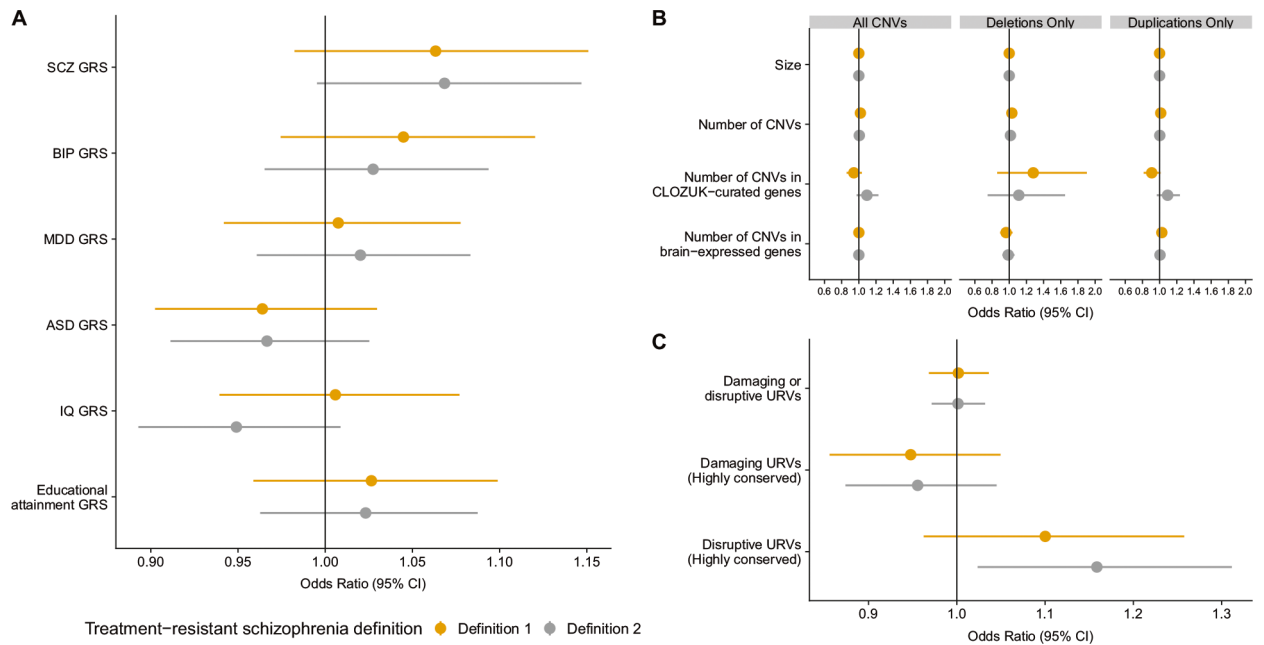 A
SCZ GRS
BIP GRS
MDD GRS
ASD GRS
IQ GRS
Educational
attainment GRS
0.90 0.95 1.00 1.05 1.10 1.15
Odds Ratio (95% CI)
Treatment−resistant schizophrenia definition Definition 1 Definition 2
B
All CNVs Deletions Only Duplications Only
Size
Number of CNVs
Number of CNVs in
CLOZUK−curated genes
Number of CNVs in
brain−expressed genes
0.6 0.8 1.0 1.2 1.4 1.6 1.8 2.0 0.6 0.8 1.0 1.2 1.4 1.6 1.8 2.0 0.6 0.8 1.0 1.2 1.4 1.6 1.8 2.0
Odds Ratio (95% CI)
C
Damaging or
disruptive URVs
Damaging URVs
(Highly conserved)
Disruptive URVs
(Highly conserved)
0.9 1.0 1.1 1.2 1.3
Odds Ratio (95% CI)